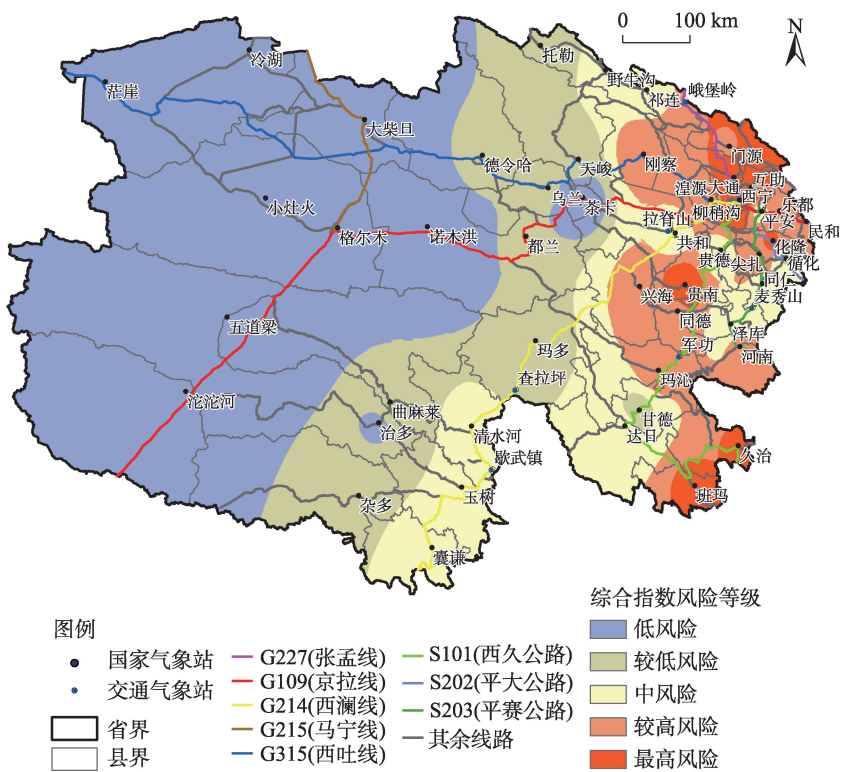 0 100 km
N
冷湖
托勒
茫崖
野牛沟
祁连
峨堡岭
大柴旦
门源
德令哈
天峻
刚察
湟源
大通
互助
西宁
乌兰
茶卡
小灶火
柳梢沟
平安
乐都
拉脊山
民和
格尔木
诺木洪
都兰
共和
贵德
尖扎
化隆
循化
同仁
兴海
贵南
麦秀山
五道梁
同德
泽库
玛多
军功
河南
沱沱河
查拉坪
玛沁
曲麻莱
治多
清水河
甘德
达日
久治
歇武镇
杂多
玉树
班玛
囊谦
图例
国家气象站
交通气象站
省界
县界
G227(张孟线)
G109(京拉线)
G214(西澜线)
G215(马宁线)
G315(西吐线)
S101(西久公路)
S202(平大公路)
S203(平赛公路)
其余线路
综合指数风险等级
低风险
较低风险
中风险
较高风险
最高风险